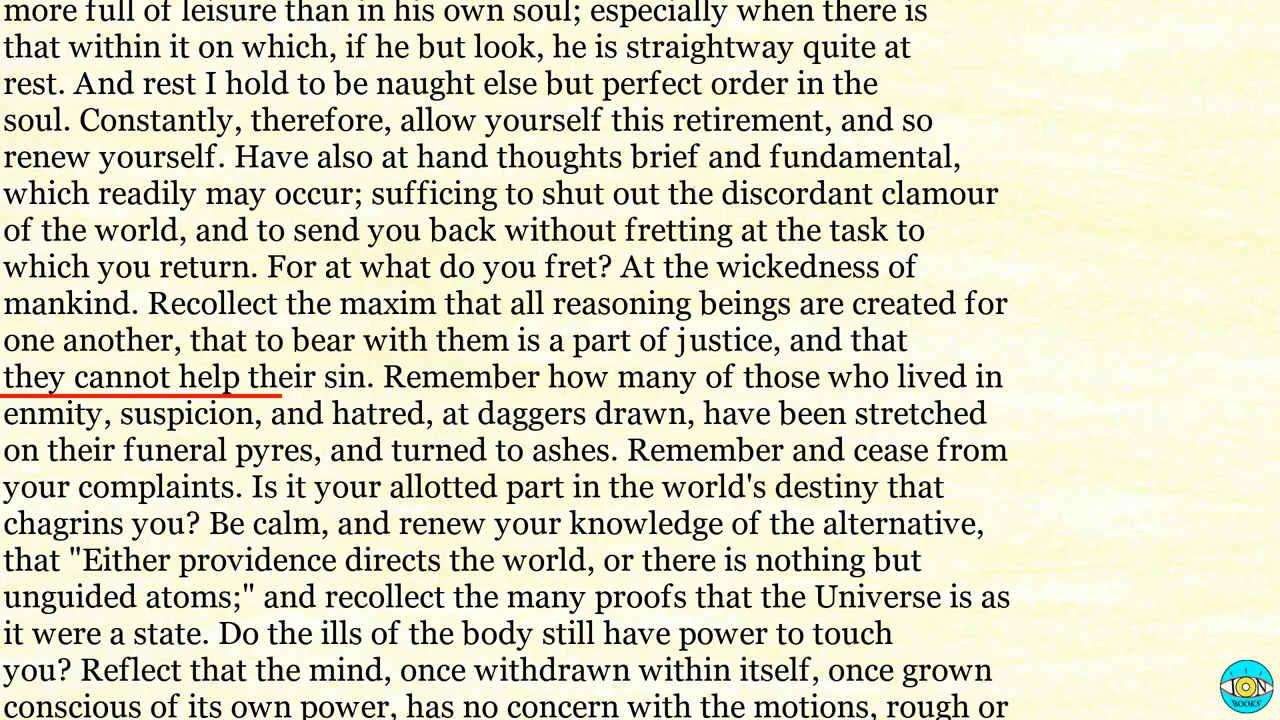 more full of leisure than in his own soul; especially when there is
that within it on which, if he but look, he is straightway quite at
rest. And rest I hold to be naught else but perfect order in the
soul. Constantly, therefore, allow yourself this retirement, and so
renew yourself. Have also at hand thoughts brief and fundamental,
which readily may occur; sufficing to shut out the discordant clamour
of the world, and to send you back without fretting at the task to
which you return. For at what do you fret? At the wickedness of
mankind. Recollect the maxim that all reasoning beings are created for
one another, that to bear with them is a part of justice, and that
they cannot help their sin. Remember how many of those who lived in
enmity, suspicion, and hatred, at daggers drawn, have been stretched
on their funeral pyres, and turned to ashes. Remember and cease from
your complaints. Is it your allotted part in the world's destiny that
chagrins you? Be calm, and renew your knowledge of the alternative,
that "Either providence directs the world, or there is nothing but
unguided atoms;" and recollect the many proofs that the Universe is as
it were a state. Do the ills of the body still have power to touch
you? Reflect that the mind, once withdrawn within itself, once grown
conscious of its own power, has no concern with the motions, rough or
ION
BOOKS